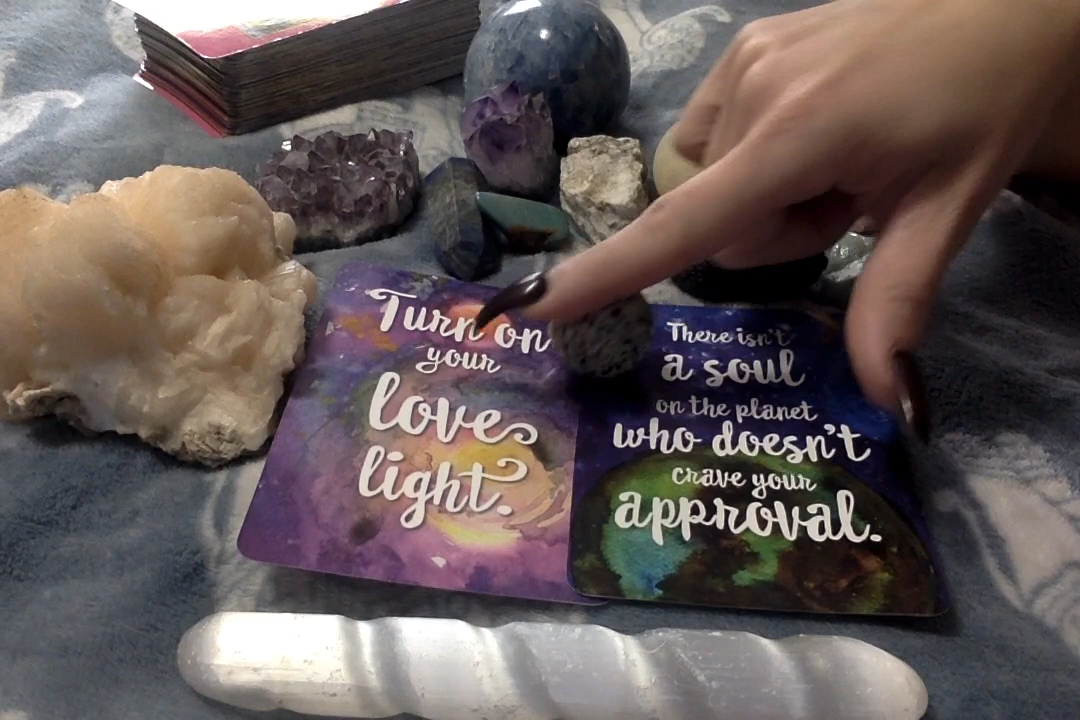 Turn on
your
love
light.
There isn't
a soul
on the planet
who doesn't
crave your
approval.